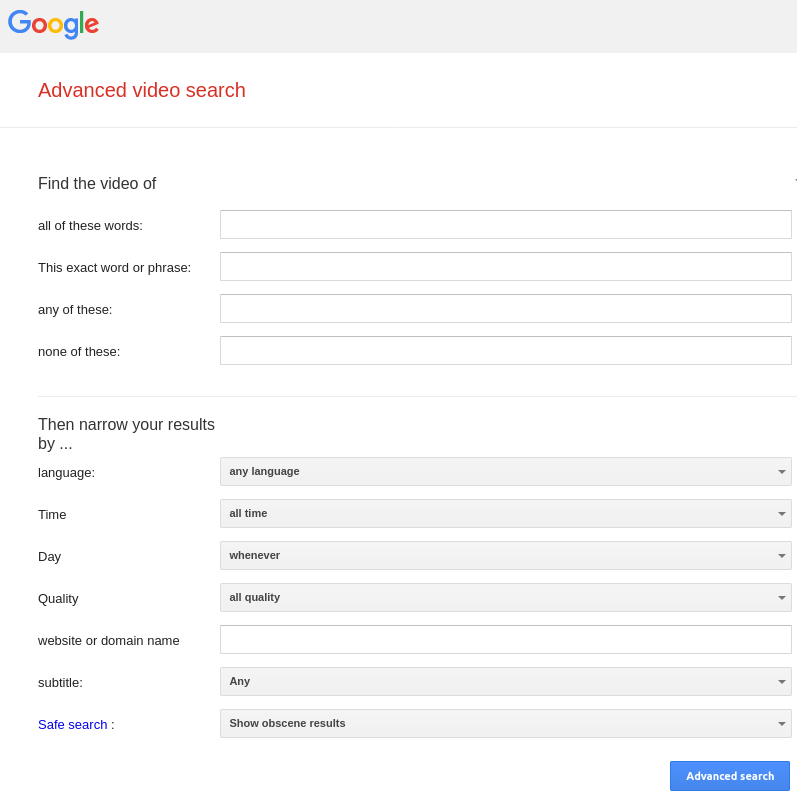 Google
Advanced video search
Find the video of
all of these words:
This exact word or phrase:
any of these:
none of these:
Then narrow your results
by ...
language: any language
Time all time
Day whenever
Quality all quality
website or domain name
subtitle: Any
Safe search : Show obscene results
Advanced search